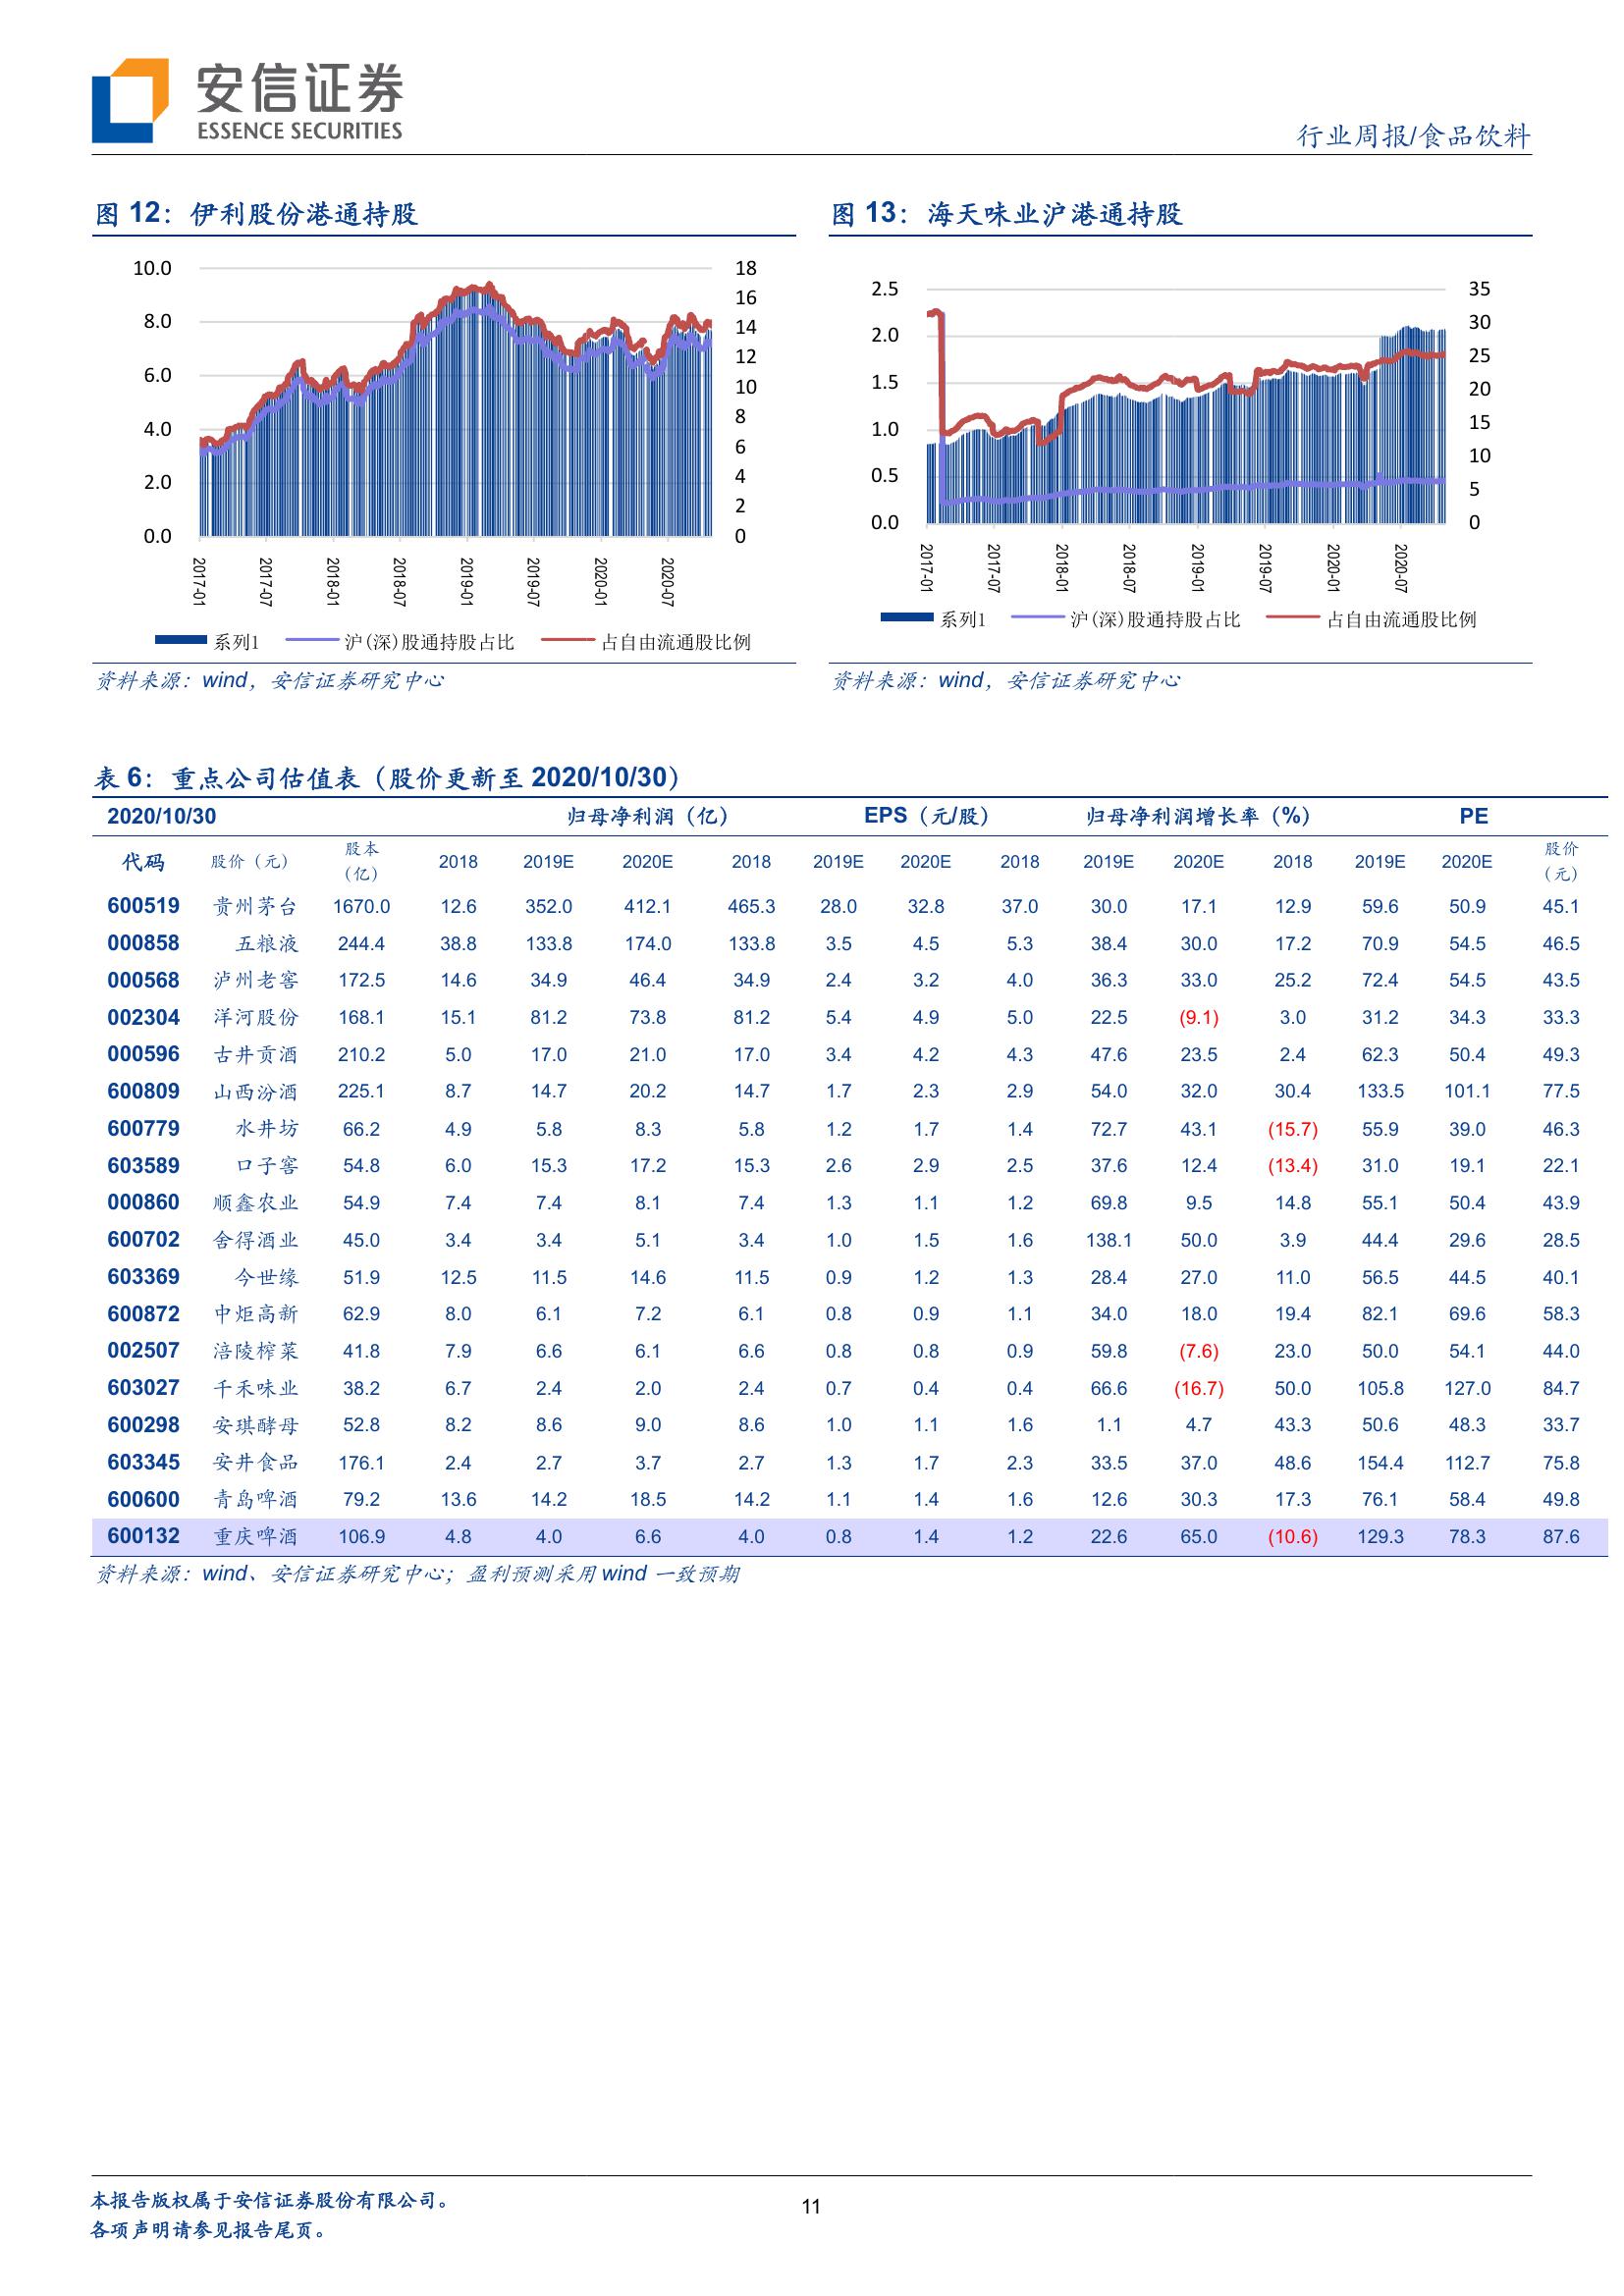 安信证券
ESSENCE SECURITIES
行业周报/食品饮料
图 12：伊利股份港通持股
10.0
8.0
6.0
4.0
2.0
0.0
18
16
14
12
10
8
6
4
2
0
2017-01 2017-07 2018-01 2018-07 2019-01 2019-07 2020-01 2020-07
系列1 沪(深)股通持股占比 占自由流通股比例
资料来源：wind，安信证券研究中心
图 13：海天味业沪港通持股
2.5
2.0
1.5
1.0
0.5
0.0
35
30
25
20
15
10
5
0
2017-01 2017-07 2018-01 2018-07 2019-01 2019-07 2020-01 2020-07
系列1 沪(深)股通持股占比 占自由流通股比例
资料来源：wind，安信证券研究中心
表 6：重点公司估值表（股价更新至 2020/10/30）
2020/10/30 归母净利润（亿） EPS（元/股） 归母净利润增长率（%） PE
代码 股价（元） 股本（亿） 2018 2019E 2020E 2018 2019E 2020E 2018 2019E 2020E 2018 2019E 2020E 股价（元）
600519 贵州茅台 1670.0 12.6 352.0 412.1 465.3 28.0 32.8 37.0 30.0 17.1 12.9 59.6 50.9 45.1
000858 五粮液 244.4 38.8 133.8 174.0 133.8 3.5 4.5 5.3 38.4 30.0 17.2 70.9 54.5 46.5
000568 泸州老窖 172.5 14.6 34.9 46.4 34.9 2.4 3.2 4.0 36.3 33.0 25.2 72.4 54.5 43.5
002304 洋河股份 168.1 15.1 81.2 73.8 81.2 5.4 4.9 5.0 22.5 (9.1) 3.0 31.2 34.3 33.3
000596 古井贡酒 210.2 5.0 17.0 21.0 17.0 3.4 4.2 4.3 47.6 23.5 2.4 62.3 50.4 49.3
600809 山西汾酒 225.1 8.7 14.7 20.2 14.7 1.7 2.3 2.9 54.0 32.0 30.4 133.5 101.1 77.5
600779 水井坊 66.2 4.9 5.8 8.3 5.8 1.2 1.7 1.4 72.7 43.1 (15.7) 55.9 39.0 46.3
603589 口子窖 54.8 6.0 15.3 17.2 15.3 2.6 2.9 2.5 37.6 12.4 (13.4) 31.0 19.1 22.1
000860 顺鑫农业 54.9 7.4 7.4 8.1 7.4 1.3 1.1 1.2 69.8 9.5 14.8 55.1 50.4 43.9
600702 舍得酒业 45.0 3.4 3.4 5.1 3.4 1.0 1.5 1.6 138.1 50.0 3.9 44.4 29.6 28.5
603369 今世缘 51.9 12.5 11.5 14.6 11.5 0.9 1.2 1.3 28.4 27.0 11.0 56.5 44.5 40.1
600872 中炬高新 62.9 8.0 6.1 7.2 6.1 0.8 0.9 1.1 34.0 18.0 19.4 82.1 69.6 58.3
002507 涪陵榨菜 41.8 7.9 6.6 6.1 6.6 0.8 0.8 0.9 59.8 (7.6) 23.0 50.0 54.1 44.0
603027 千禾味业 38.2 6.7 2.4 2.0 2.4 0.7 0.4 0.4 66.6 (16.7) 50.0 105.8 127.0 84.7
600298 安琪酵母 52.8 8.2 8.6 9.0 8.6 1.0 1.1 1.6 1.1 4.7 43.3 50.6 48.3 33.7
603345 安井食品 176.1 2.4 2.7 3.7 2.7 1.3 1.7 2.3 33.5 37.0 48.6 154.4 112.7 75.8
600600 青岛啤酒 79.2 13.6 14.2 18.5 14.2 1.1 1.4 1.6 12.6 30.3 17.3 76.1 58.4 49.8
600132 重庆啤酒 106.9 4.8 4.0 6.6 4.0 0.8 1.4 1.2 22.6 65.0 (10.6) 129.3 78.3 87.6
资料来源：wind、安信证券研究中心；盈利预测采用 wind 一致预期
本报告版权属于安信证券股份有限公司。
各项声明请参见报告尾页。
11